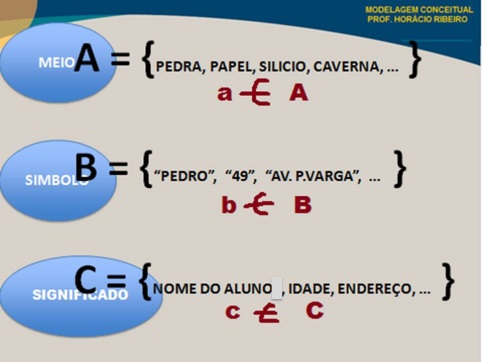 MODELAGEM CONCEITUAL
PROF. HORÁCIO RIBEIRO
MEIO A = { PEDRA, PAPEL, SILICIO, CAVERNA, ... }
a ∈ A
SIMBOLO B = { “PEDRO”, “49”, “AV. P.VARGA”, ... }
b ∈ B
SIGNIFICADO C = { NOME DO ALUNO , IDADE, ENDEREÇO, ... }
c ∈ C